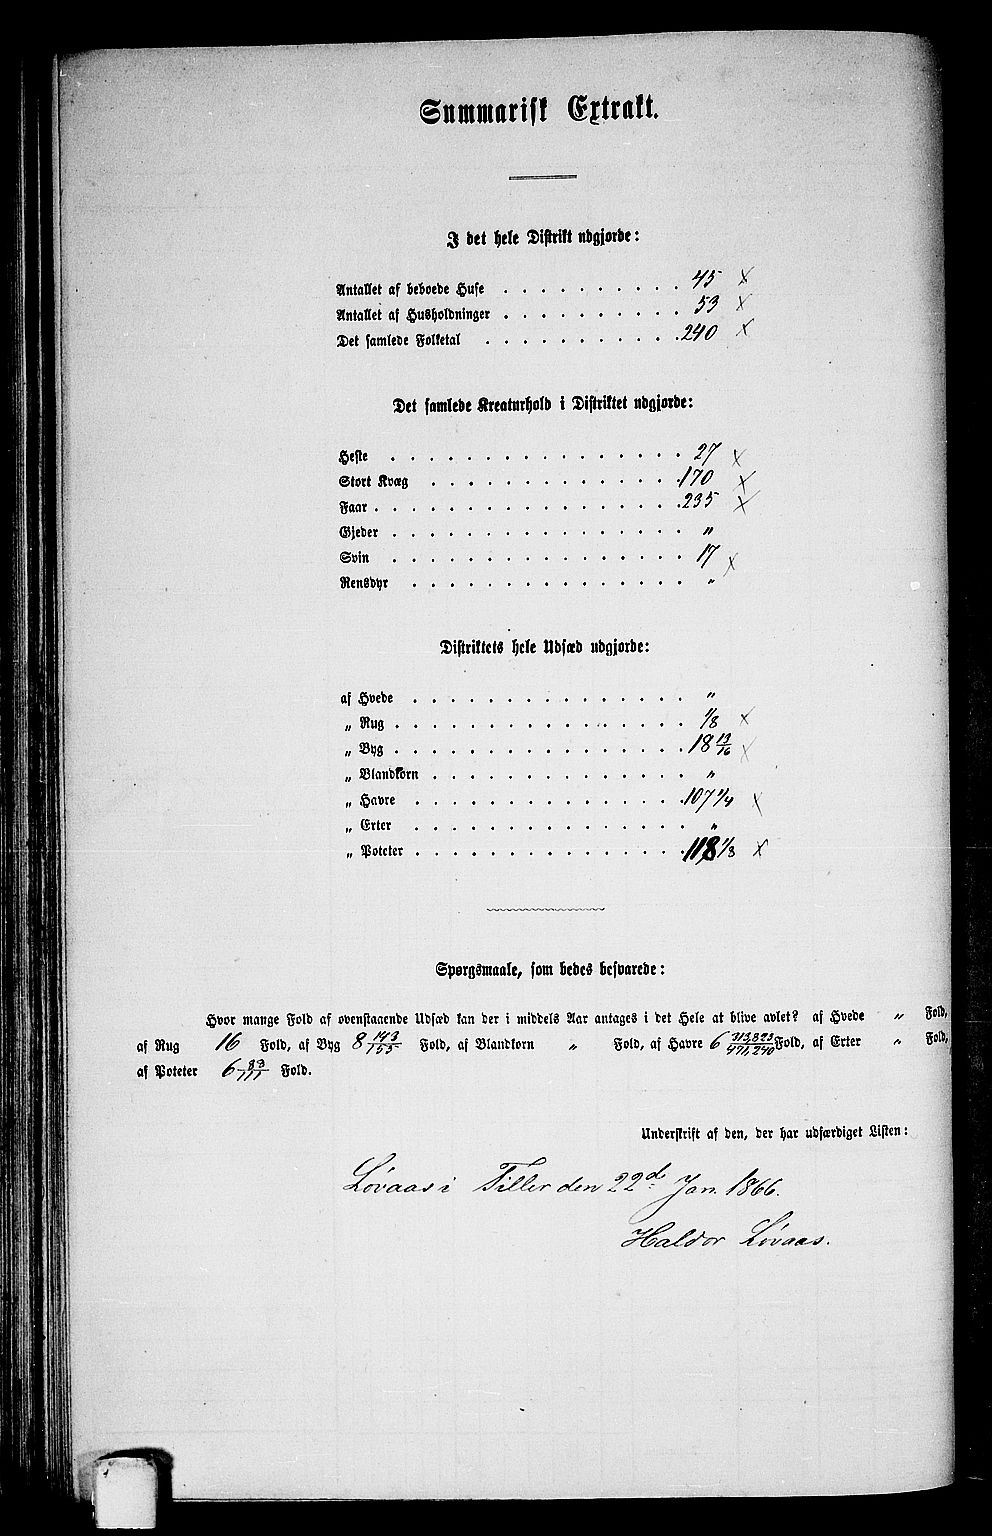 Summarisk Extrakt.
I det hele Distrikt udgjorde:
Antallet af beboede Huse . . . . . . . . . . 45 x
Antallet af Husholdninger . . . . . . . . . . 53 x
Det samlede Folketal . . . . . . . . . . . 240 x
Det samlede Kreaturhold i Distriktet udgjorde:
Heste . . . . . . . . . . . . . . . . 27 x
Stort Kvæg . . . . . . . . . . . . . . 170 x
Faar . . . . . . . . . . . . . . . . . 235 x
Gjeder . . . . . . . . . . . . . . . . "
Svin . . . . . . . . . . . . . . . . 17 x
Rensdyr . . . . . . . . . . . . . . . "
Distriktets hele Udsæd udgjorde:
af Hvede . . . . . . . . . . . . . . . "
„ Rug . . . . . . . . . . . . . . . . 1/8 x
„ Byg . . . . . . . . . . . . . . . . 18 13/16 x
„ Blandkorn . . . . . . . . . . . . . . "
„ Havre . . . . . . . . . . . . . . . 107 1/4 x
„ Erter . . . . . . . . . . . . . . . "
„ Poteter . . . . . . . . . . . . . . . 118 1/3 x
Spørgsmaale, som bedes besvarede:
Hvor mange Fold af ovenstaaende Udsæd kan der i middels Aar antages i det Hele at blive avlet? af Hvede " Fold,
af Rug 16 Fold, af Byg 8 143/155 Fold, af Blandkorn " Fold, af Havre 6 Fold, af Erter " Fold,
af Poteter 6 83/111 Fold.
Underskrift af den, der har udfærdiget Listen:
Løvaas i Tiller den 22d Jan. 1866.
Haldor Løvaas.